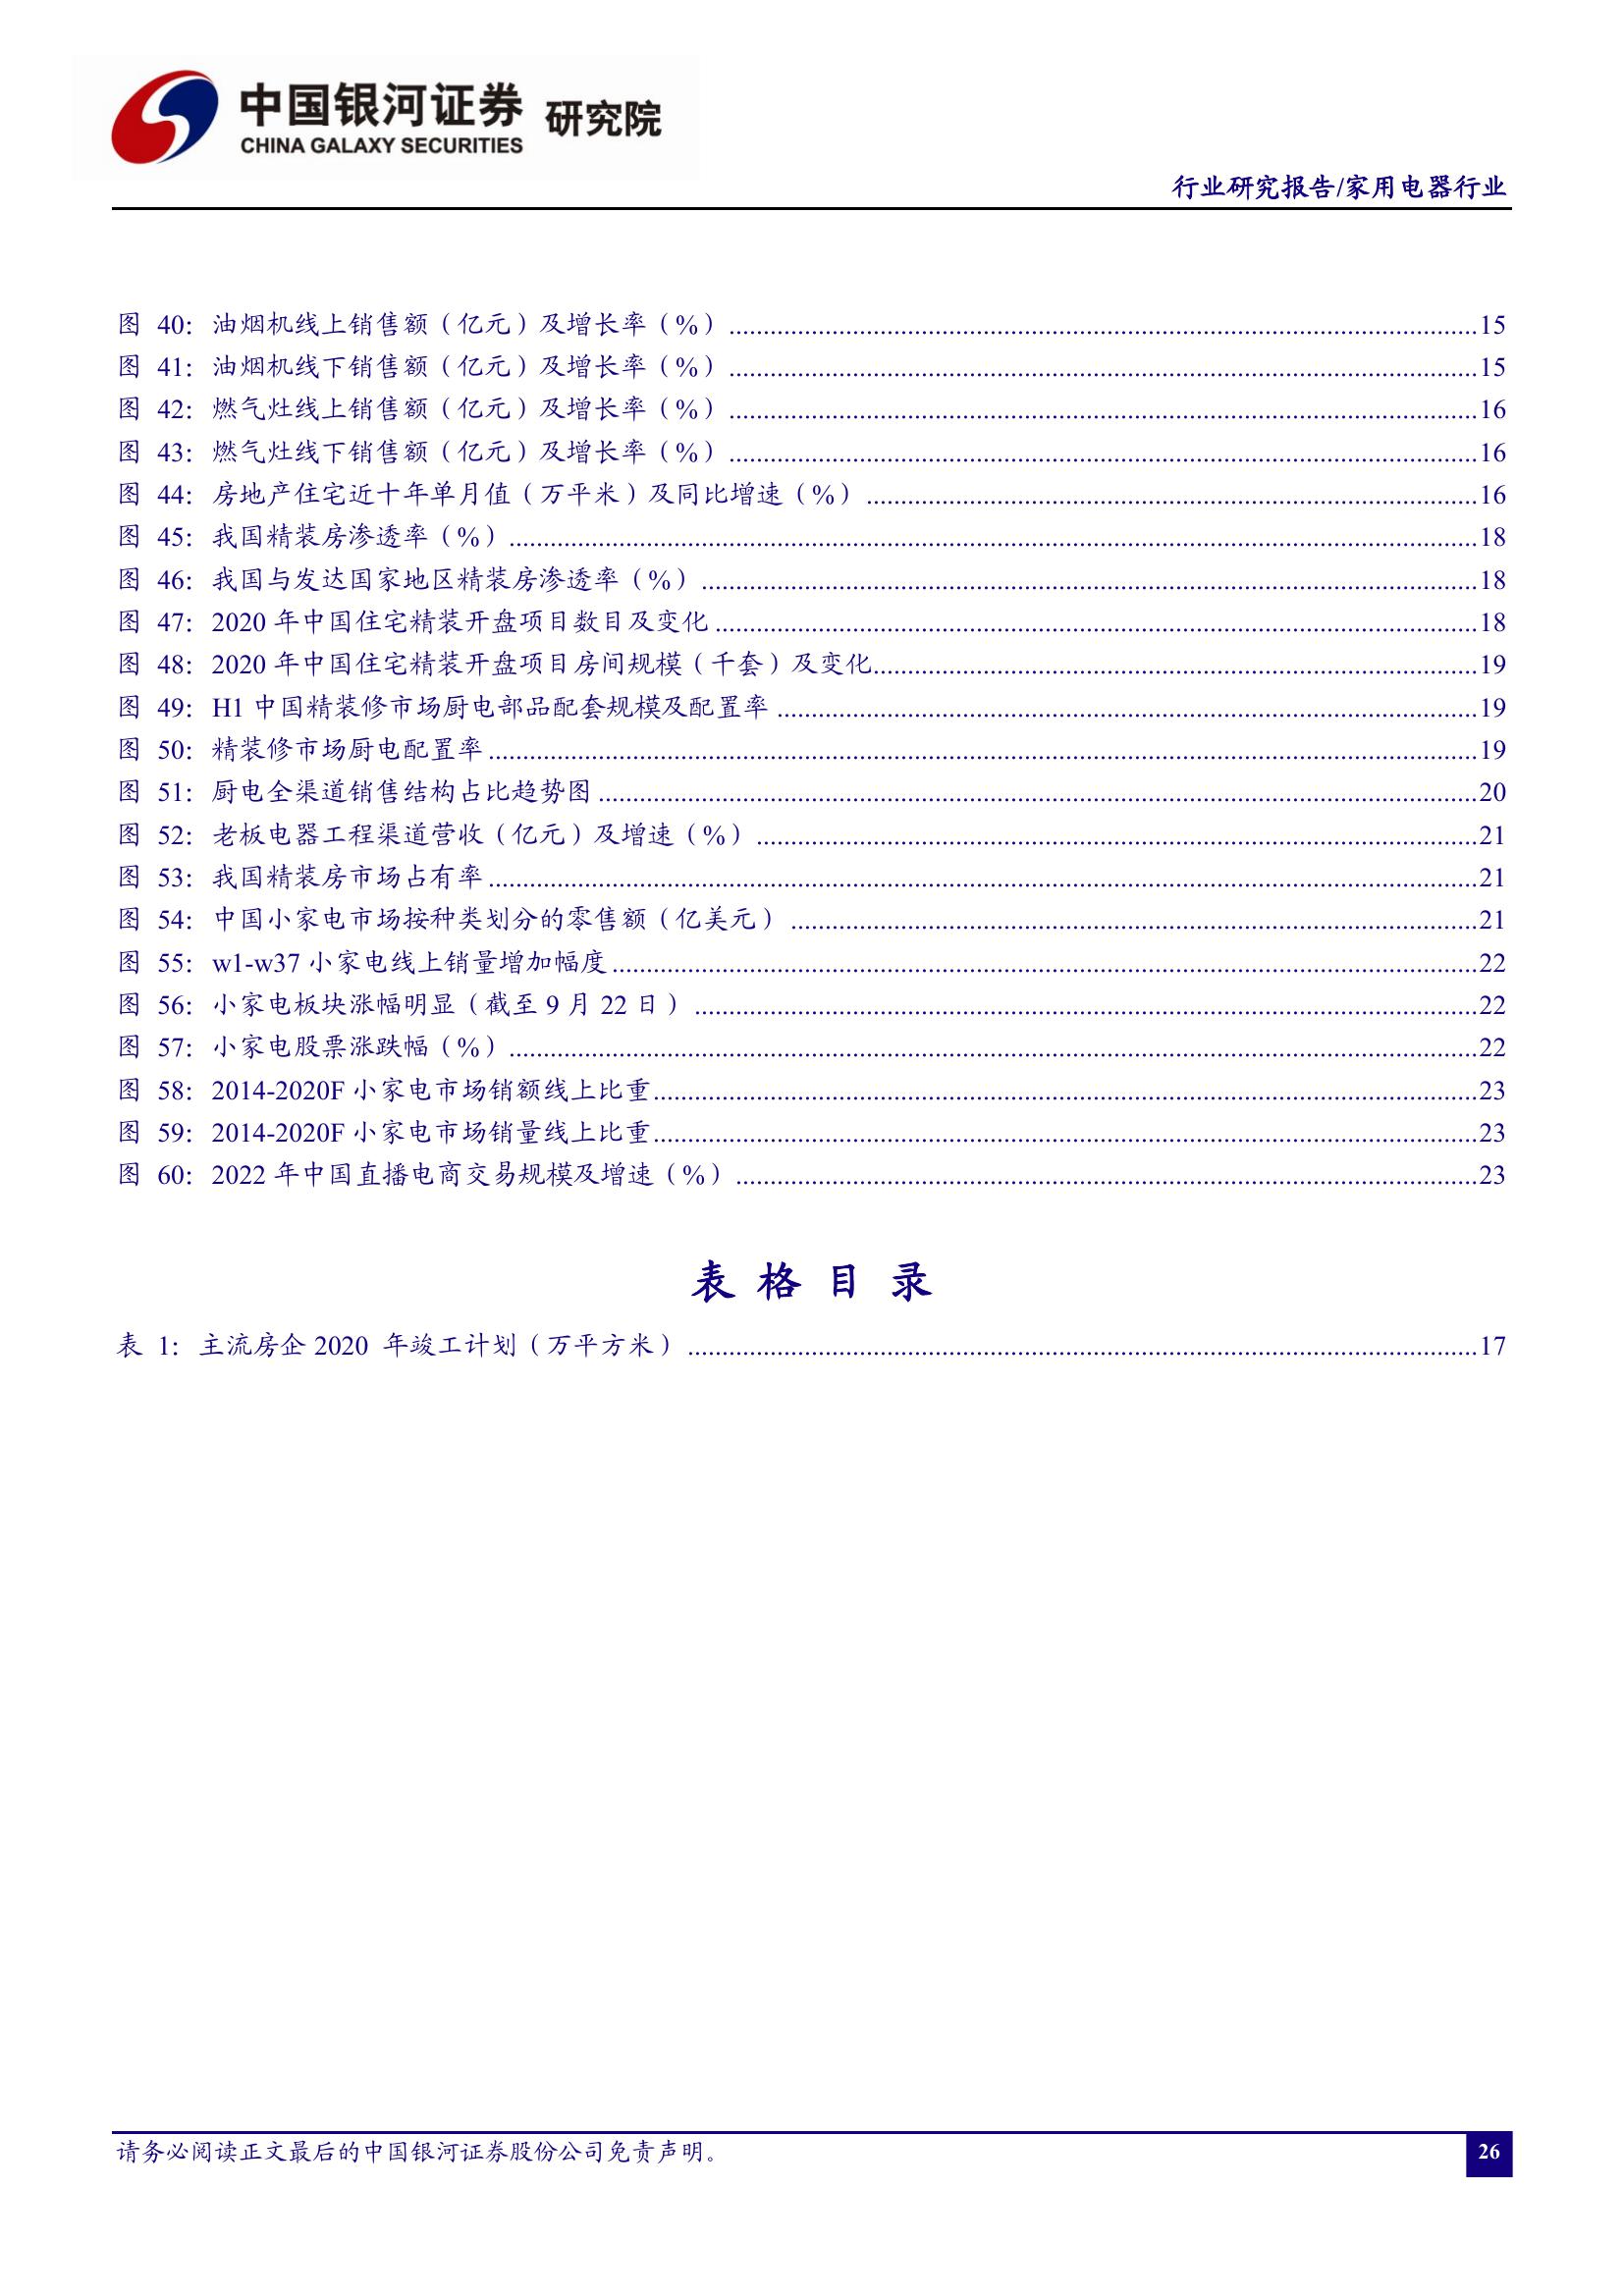 中国银河证券 研究院
CHINA GALAXY SECURITIES
行业研究报告/家用电器行业
图 40：油烟机线上销售额（亿元）及增长率（%）15
图 41：油烟机线下销售额（亿元）及增长率（%）15
图 42：燃气灶线上销售额（亿元）及增长率（%）16
图 43：燃气灶线下销售额（亿元）及增长率（%）16
图 44：房地产住宅近十年单月值（万平米）及同比增速（%）16
图 45：我国精装房渗透率（%）18
图 46：我国与发达国家地区精装房渗透率（%）18
图 47：2020 年中国住宅精装开盘项目数目及变化 18
图 48：2020 年中国住宅精装开盘项目房间规模（千套）及变化 19
图 49：H1 中国精装修市场厨电部品配套规模及配置率 19
图 50：精装修市场厨电配置率 19
图 51：厨电全渠道销售结构占比趋势图 20
图 52：老板电器工程渠道营收（亿元）及增速（%）21
图 53：我国精装房市场占有率 21
图 54：中国小家电市场按种类划分的零售额（亿美元）21
图 55：w1-w37 小家电线上销量增加幅度 22
图 56：小家电板块涨幅明显（截至 9 月 22 日）22
图 57：小家电股票涨跌幅（%）22
图 58：2014-2020F 小家电市场销额线上比重 23
图 59：2014-2020F 小家电市场销量线上比重 23
图 60：2022 年中国直播电商交易规模及增速（%）23
表 格 目 录
表 1：主流房企 2020 年竣工计划（万平方米）17
请务必阅读正文最后的中国银河证券股份公司免责声明。
26